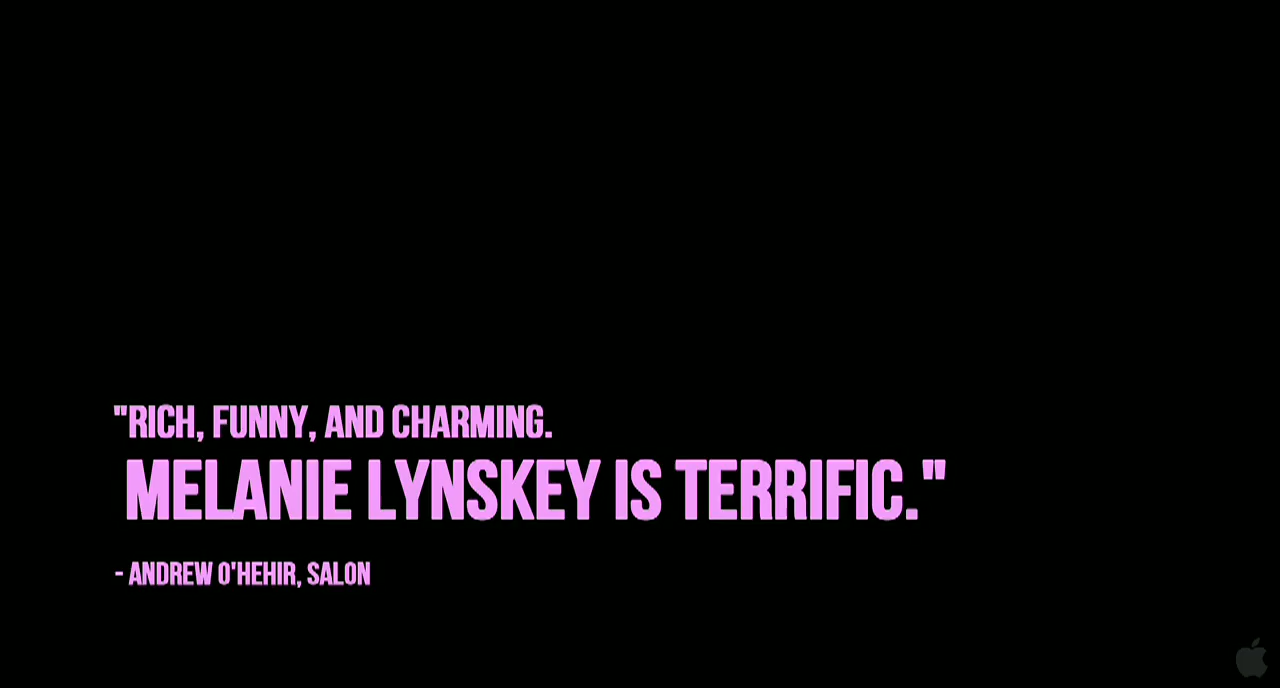 "RICH, FUNNY, AND CHARMING.
MELANIE LYNSKEY IS TERRIFIC."
- ANDREW O'HEHIR, SALON